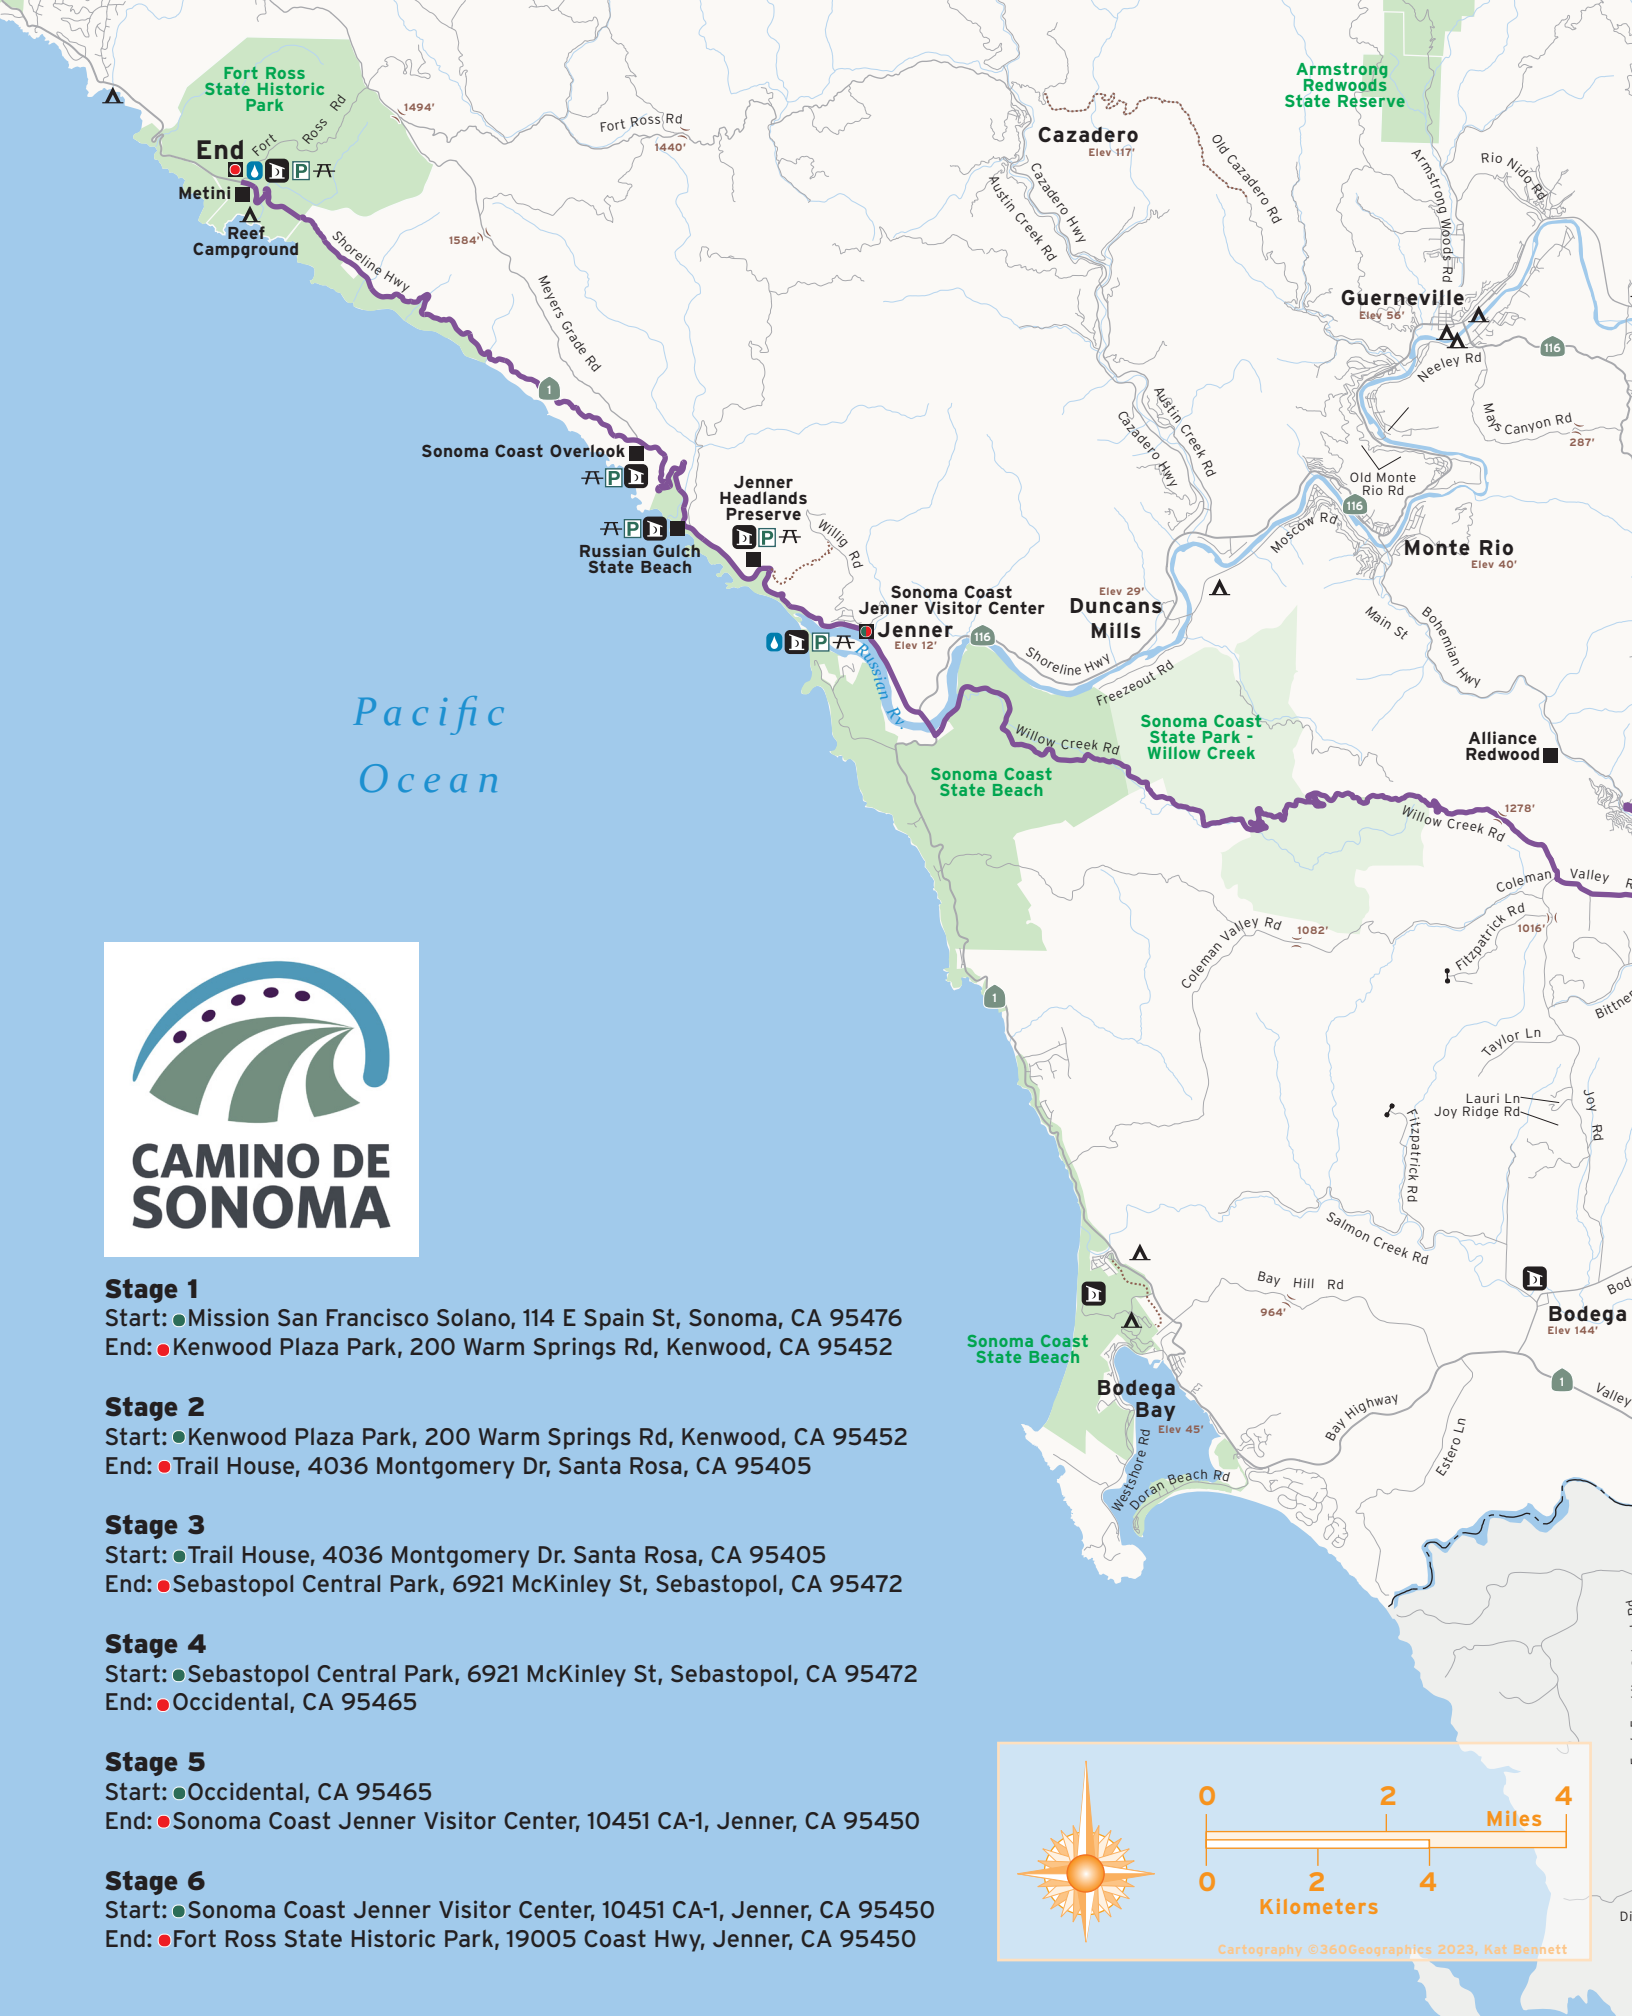 Fort Ross
State Historic
Park
Armstrong
Redwoods
State Reserve
1494'
Fort Ross Rd
Fort Ross Rd
1440'
Cazadero
Elev 117'
Old Cazadero Rd
Armstrong Woods Rd
Rio Nido Rd
End
P
Metini
Reef
Campground
Shoreline Hwy
1584'
Meyers Grade Rd
Austin Creek Rd
Cazadero Hwy
Guerneville
Elev 56'
Neeley Rd
116
Mays Canyon Rd
287'
1
Cazadero Hwy
Austin Creek Rd
Sonoma Coast Overlook
P
Old Monte
Rio Rd
116
Moscow Rd
Monte Rio
Elev 40'
Jenner
Headlands
Preserve
P
Willig Rd
P
Russian Gulch
State Beach
Sonoma Coast
Jenner Visitor Center
Jenner
Elev 12'
P
Elev 29'
Duncans
Mills
116
Shoreline Hwy
Freezeout Rd
Main St
Bohemian Hwy
Russian Rv.
Pacific
Ocean
Willow Creek Rd
Sonoma Coast
State Park -
Willow Creek
Sonoma Coast
State Beach
Alliance
Redwood
1278'
Willow Creek Rd
Coleman Valley R
Coleman Valley Rd
1082'
Fitzpatrick Rd
1016'
1
Bittner
Taylor Ln
Lauri Ln
Joy Ridge Rd
Joy Rd
Fitzpatrick Rd
Salmon Creek Rd
Bay Hill Rd
964'
Bod
Bodega
Elev 144'
1
Valley
Sonoma Coast
State Beach
Bodega
Bay
Elev 45'
Westshore Rd
Doran Beach Rd
Bay Highway
Estero Ln
CAMINO DE
SONOMA
Stage 1
Start: Mission San Francisco Solano, 114 E Spain St, Sonoma, CA 95476
End: Kenwood Plaza Park, 200 Warm Springs Rd, Kenwood, CA 95452
Stage 2
Start: Kenwood Plaza Park, 200 Warm Springs Rd, Kenwood, CA 95452
End: Trail House, 4036 Montgomery Dr, Santa Rosa, CA 95405
Stage 3
Start: Trail House, 4036 Montgomery Dr. Santa Rosa, CA 95405
End: Sebastopol Central Park, 6921 McKinley St, Sebastopol, CA 95472
Stage 4
Start: Sebastopol Central Park, 6921 McKinley St, Sebastopol, CA 95472
End: Occidental, CA 95465
Stage 5
Start: Occidental, CA 95465
End: Sonoma Coast Jenner Visitor Center, 10451 CA-1, Jenner, CA 95450
Stage 6
Start: Sonoma Coast Jenner Visitor Center, 10451 CA-1, Jenner, CA 95450
End: Fort Ross State Historic Park, 19005 Coast Hwy, Jenner, CA 95450
0 2 4
Miles
0 2 4
Kilometers
Cartography ©360Geographics 2023, Kat Bennett
Di